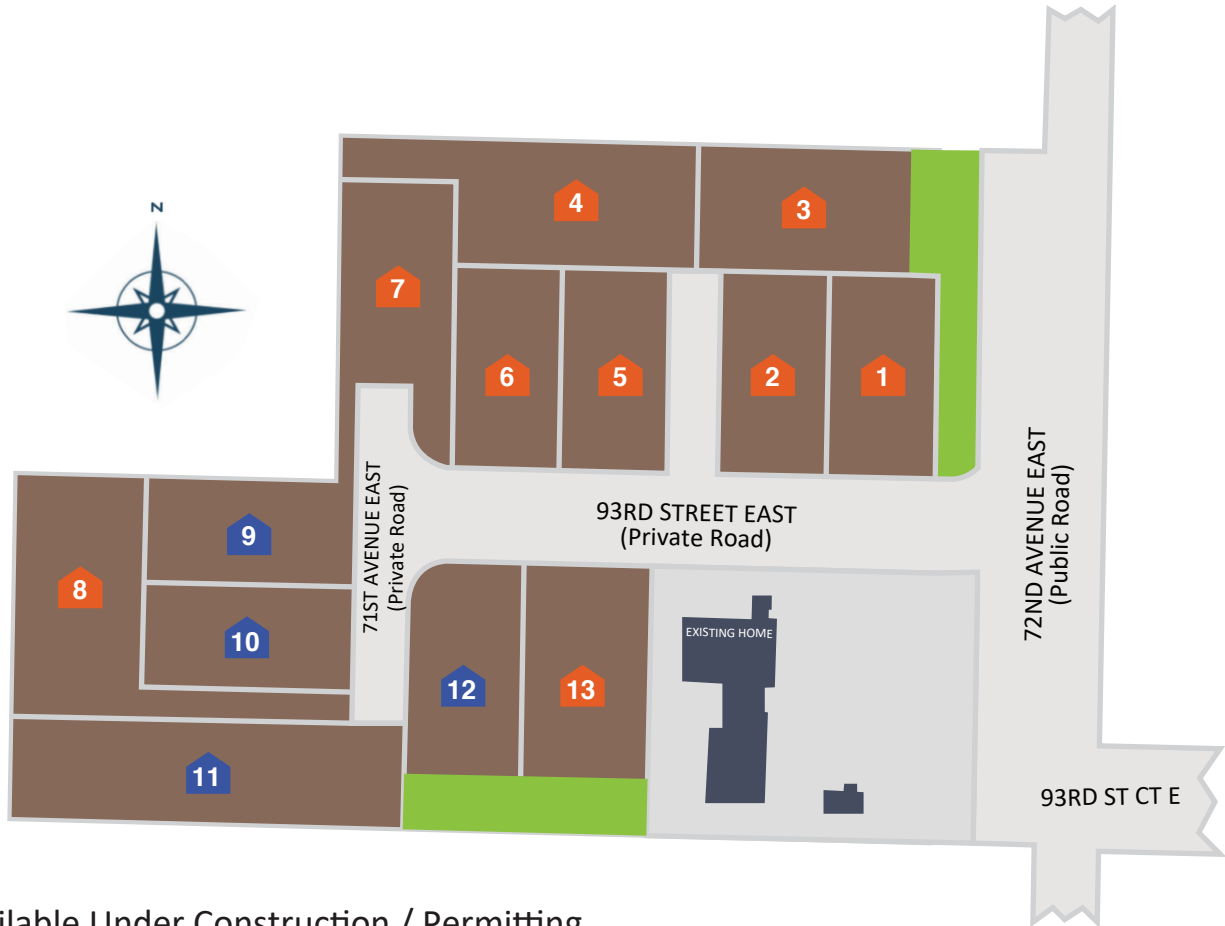 N
4
3
7
6
5
2
1
93RD STREET EAST
(Private Road)
71ST AVENUE EAST
(Private Road)
72ND AVENUE EAST
(Public Road)
9
8
10
EXISTING HOME
12
13
11
93RD ST CT E
Under Construction / Permitting